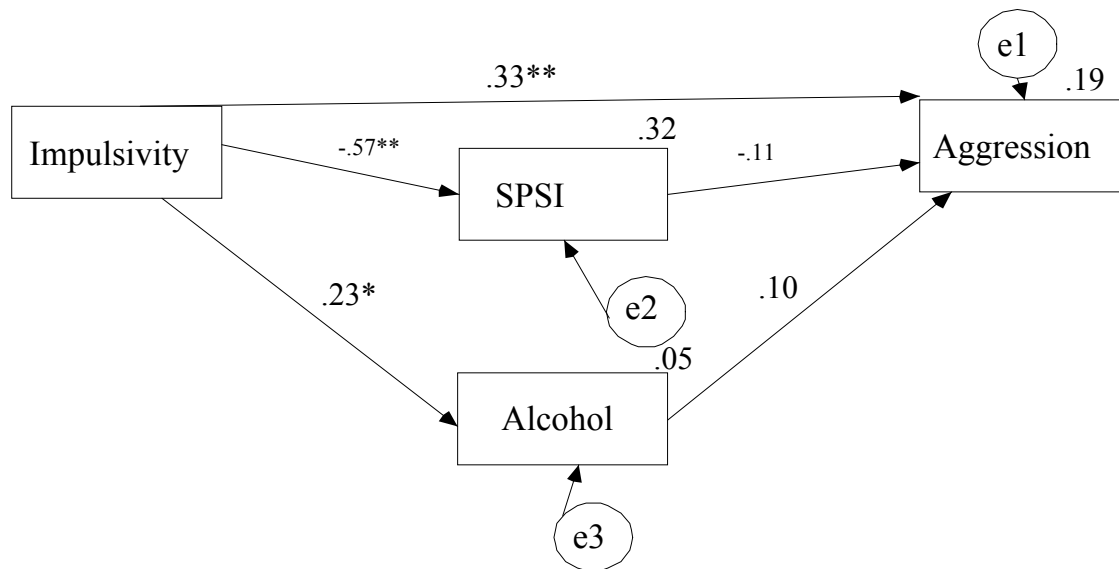 e1
.33**
.19
Impulsivity
-.57**
.32
-.11
Aggression
SPSI
.23*
e2
.10
.05
Alcohol
e3